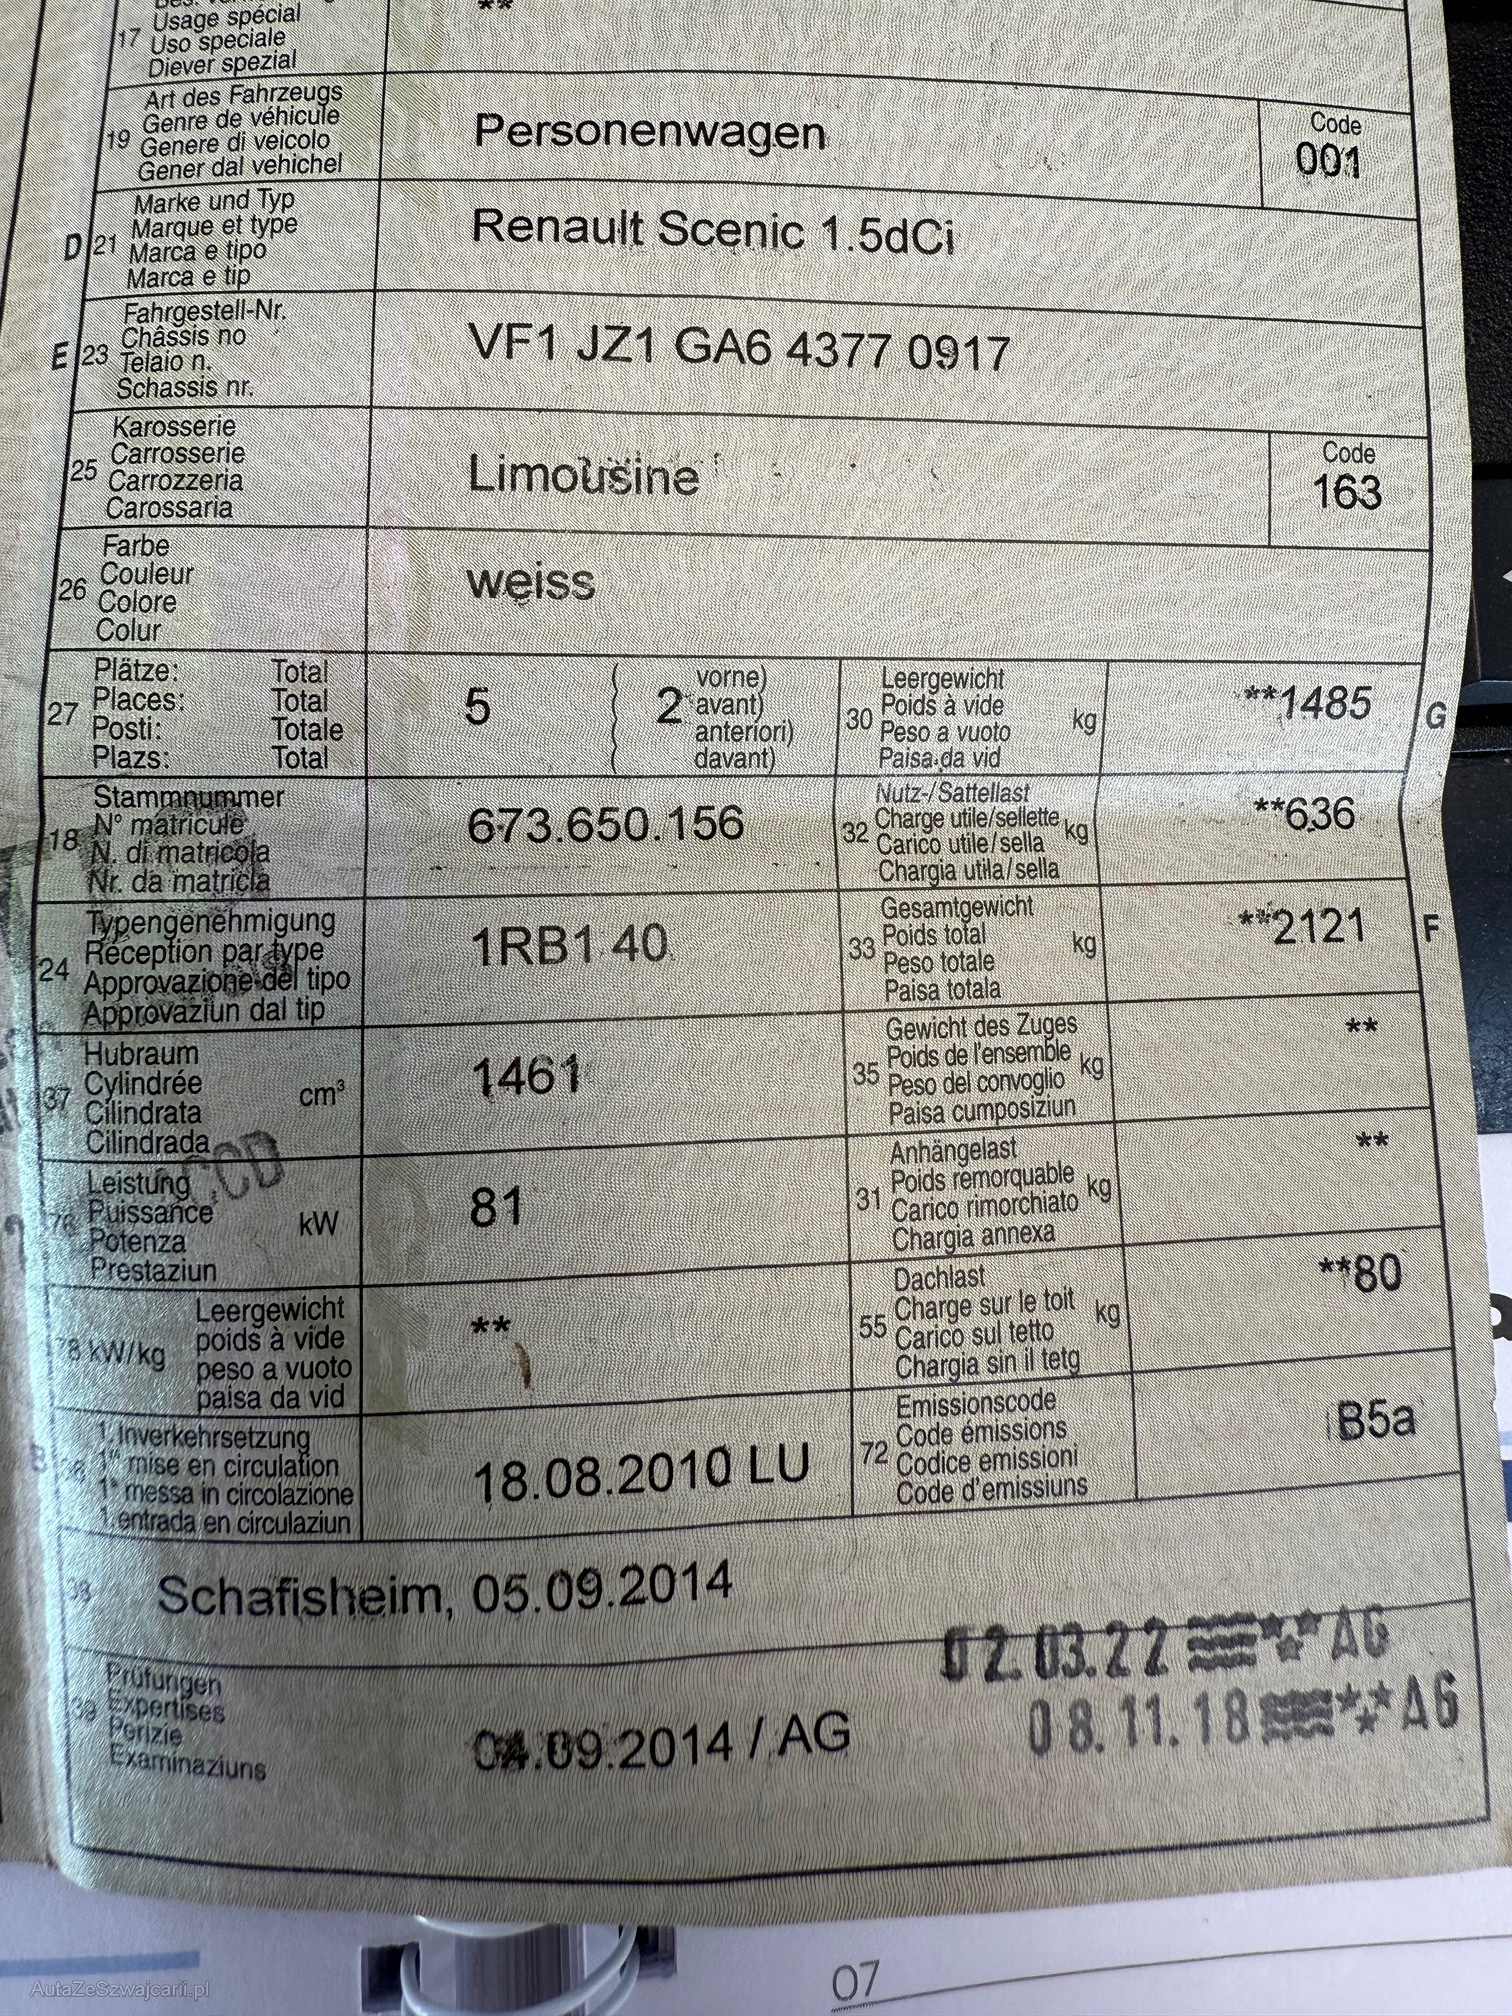 Usage spécial
17 Uso speciale
Diever spezial
**
Art des Fahrzeugs
Genre de véhicule
19 Genere di veicolo
Gener dal vehichel
Personenwagen
Code
001
Marke und Typ
Marque et type
D 21 Marca e tipo
Marca e tip
Renault Scenic 1.5dCi
Fahrgestell-Nr.
Châssis no
E 23 Telaio n.
Schassis nr.
VF1 JZ1 GA6 4377 0917
Karosserie
Carrosserie
25 Carrozzeria
Carossaria
Limousine
Code
163
Farbe
26 Couleur
Colore
Colur
weiss
Plätze: Total
27 Places: Total
Posti: Totale
Plazs: Total
5 ( 2 vorne)
avant)
anteriori)
davant)
Leergewicht
30 Poids à vide kg
Peso a vuoto
Paisa da vid
**1485 G
Stammnummer
18 N° matricule
N. di matricola
Nr. da matricla
673.650.156
Nutz-/Sattellast
32 Charge utile/sellette kg
Carico utile/sella
Chargia utila/sella
**636
Typengenehmigung
24 Réception par type
Approvazione del tipo
Approvaziun dal tip
1RB1 40
Gesamtgewicht
33 Poids total kg
Peso totale
Paisa totala
**2121 F
Hubraum
37 Cylindrée cm³
Cilindrata
Cilindrada
1461
Gewicht des Zuges
35 Poids de l'ensemble kg
Peso del convoglio
Paisa cumposiziun
**
Leistung
76 Puissance kW
Potenza
Prestaziun
81
Anhängelast
31 Poids remorquable kg
Carico rimorchiato
Chargia annexa
**
Leergewicht
78 kW/kg poids à vide
peso a vuoto
paisa da vid
**
Dachlast
55 Charge sur le toit kg
Carico sul tetto
Chargia sin il tetg
**80
1. Inverkehrsetzung
B 36 1re mise en circulation
1a messa in circolazione
1. entrada en circulaziun
18.08.2010 LU
Emissionscode
72 Code émissions
Codice emissioni
Code d'emissiuns
B5a
38 Schafisheim, 05.09.2014
02.03.22 AG
Prüfungen
39 Expertises
Perizie
Examinaziuns
04.09.2014 / AG
08.11.18 AG
07
AutaZeSzwajcarii.pl